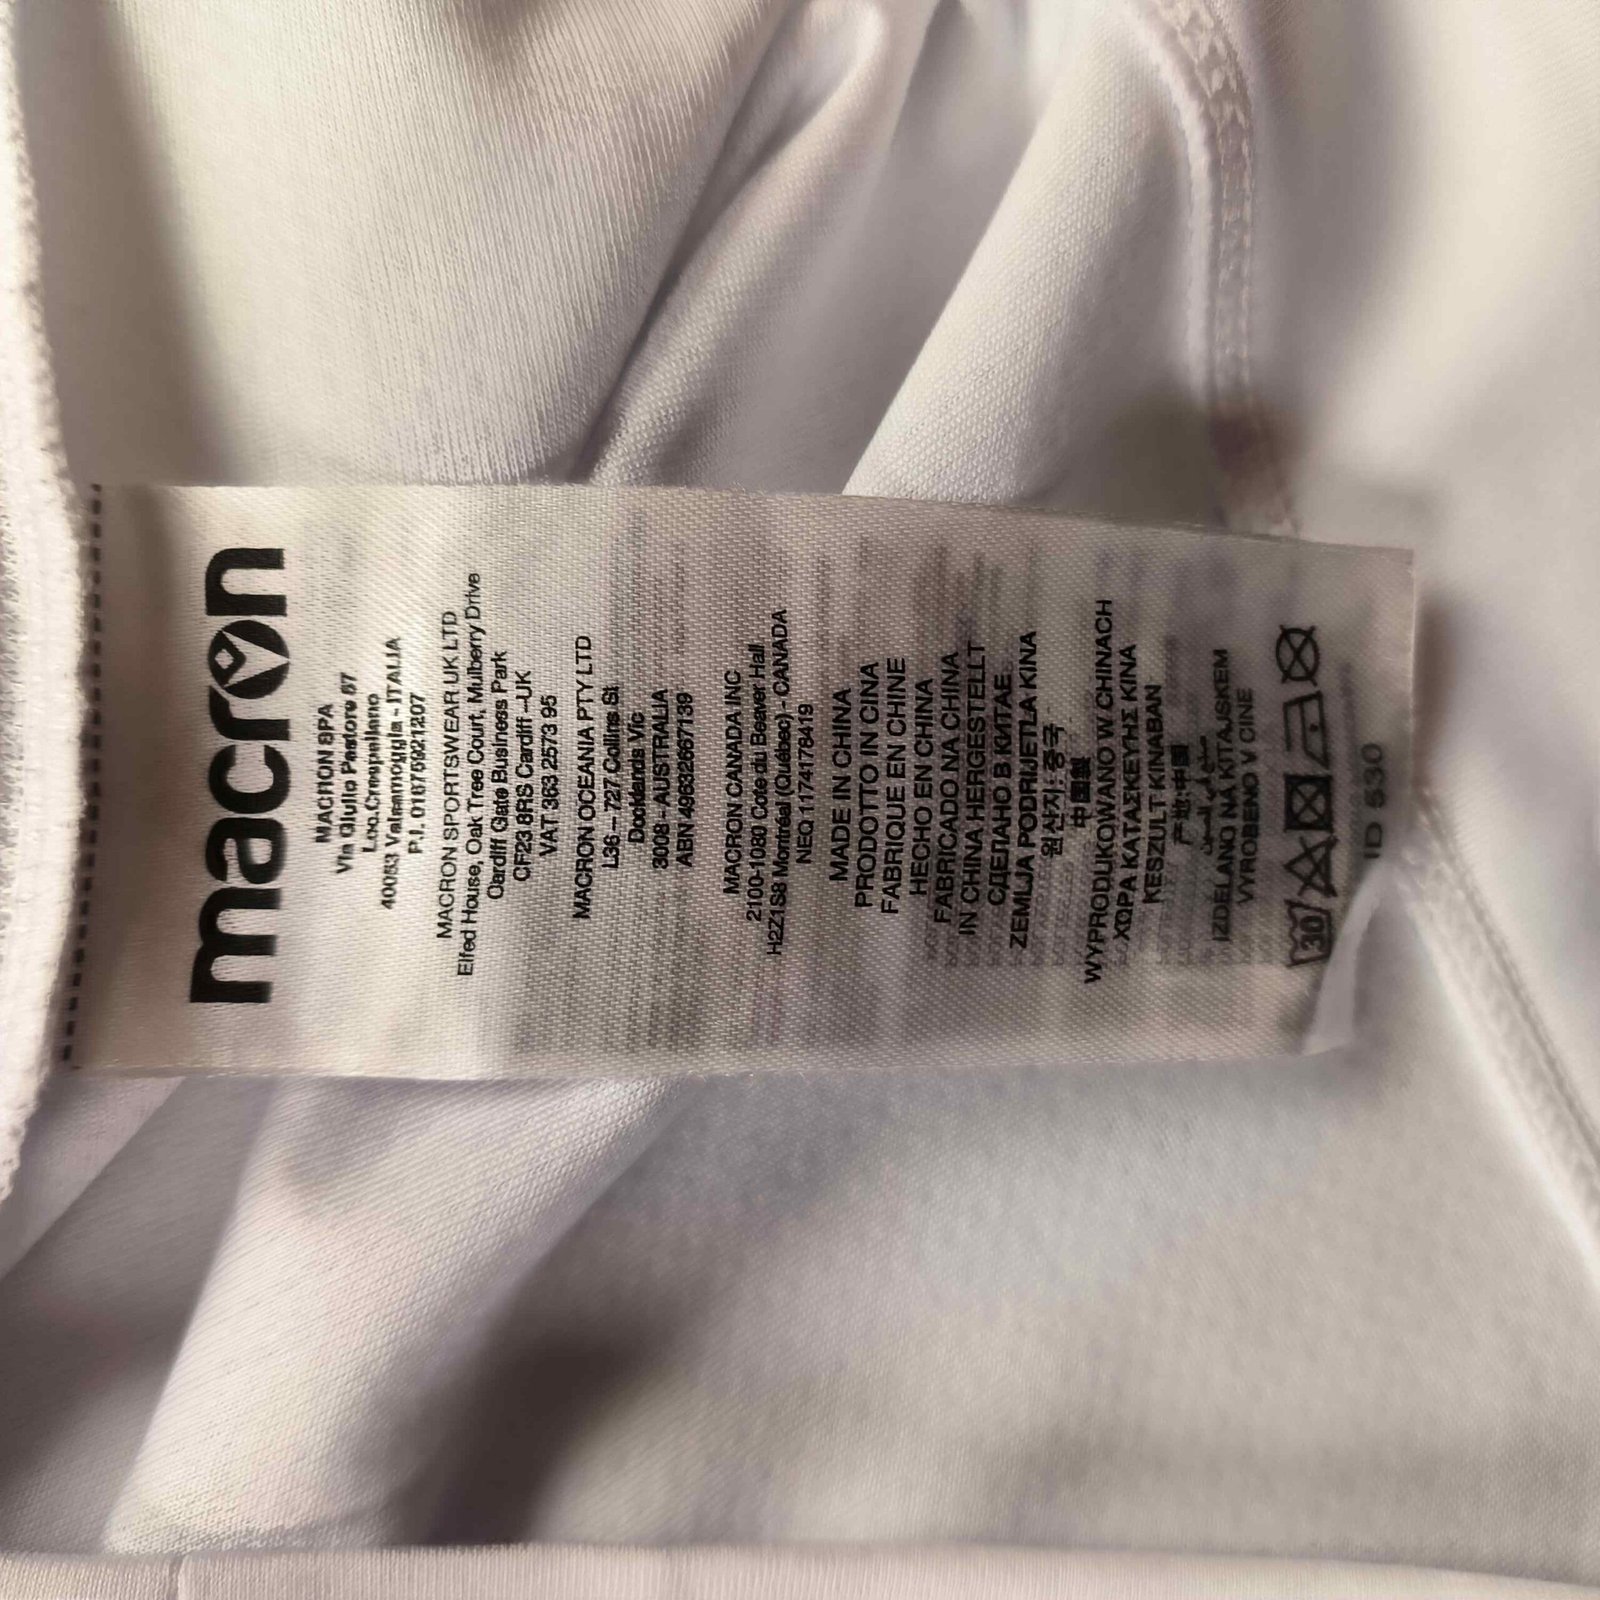 macron
MACRON SPA
Via Giulio Pastore 57
Loc.Crespellano
40053 Valsamoggia - ITALIA
P.I. 01675821207
MACRON SPORTSWEAR UK LTD
Elfed House, Oak Tree Court, Mulberry Drive
Cardiff Gate Business Park
CF23 8RS Cardiff -UK
VAT 363 2573 95
MACRON OCEANIA PTY LTD
L36 – 727 Collins St
Docklands Vic
3008 - AUSTRALIA
ABN 49632667139
MACRON CANADA INC
2100-1080 Cote du Beaver Hall
H2Z1S8 Montréal (Québec) - CANADA
NEQ 1174178419
MADE IN CHINA
PRODOTTO IN CINA
FABRIQUE EN CHINE
HECHO EN CHINA
FABRICADO NA CHINA
IN CHINA HERGESTELLT
СДЕЛАНО В КИТАЕ
ZEMLJA PODRIJETLA KINA
원산지: 중국
中国製
WYPRODUKOWANO W CHINACH
ΧΩΡΑ ΚΑΤΑΣΚΕΥΗΣ ΚΙΝΑ
KESZULT KINABAN
产地:中国
IZDELANO NA KITAJSKEM
VYROBENO V CINE
30
ID 530